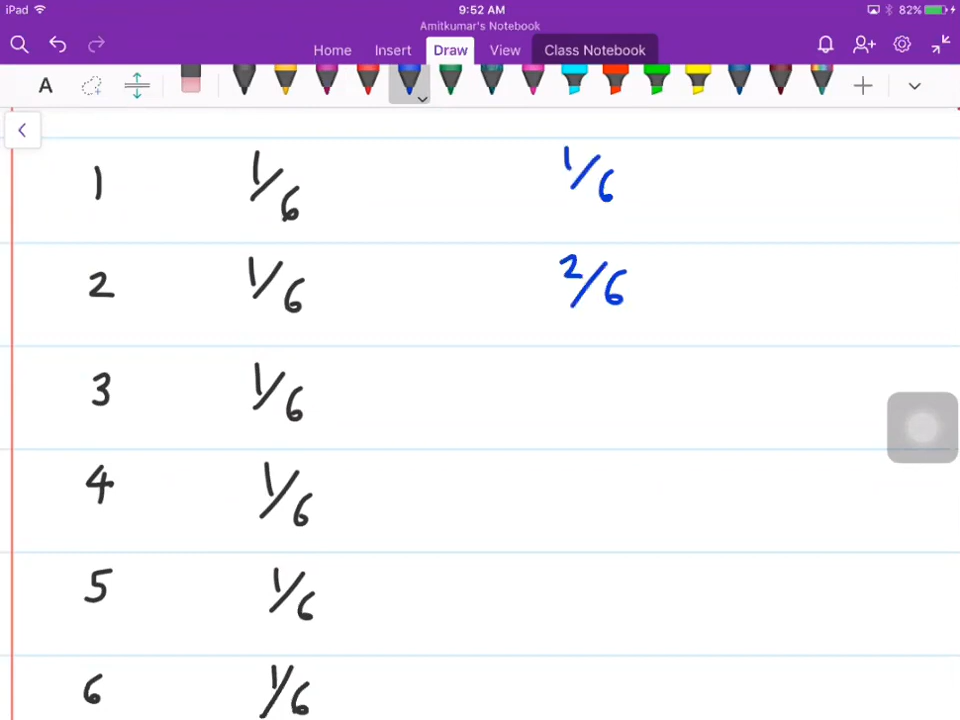 iPad 9:52 AM 82%
Amitkumar's Notebook
Home Insert Draw View Class Notebook
A
1 1/6 1/6
2 1/6 2/6
3 1/6
4 1/6
5 1/6
6 1/6